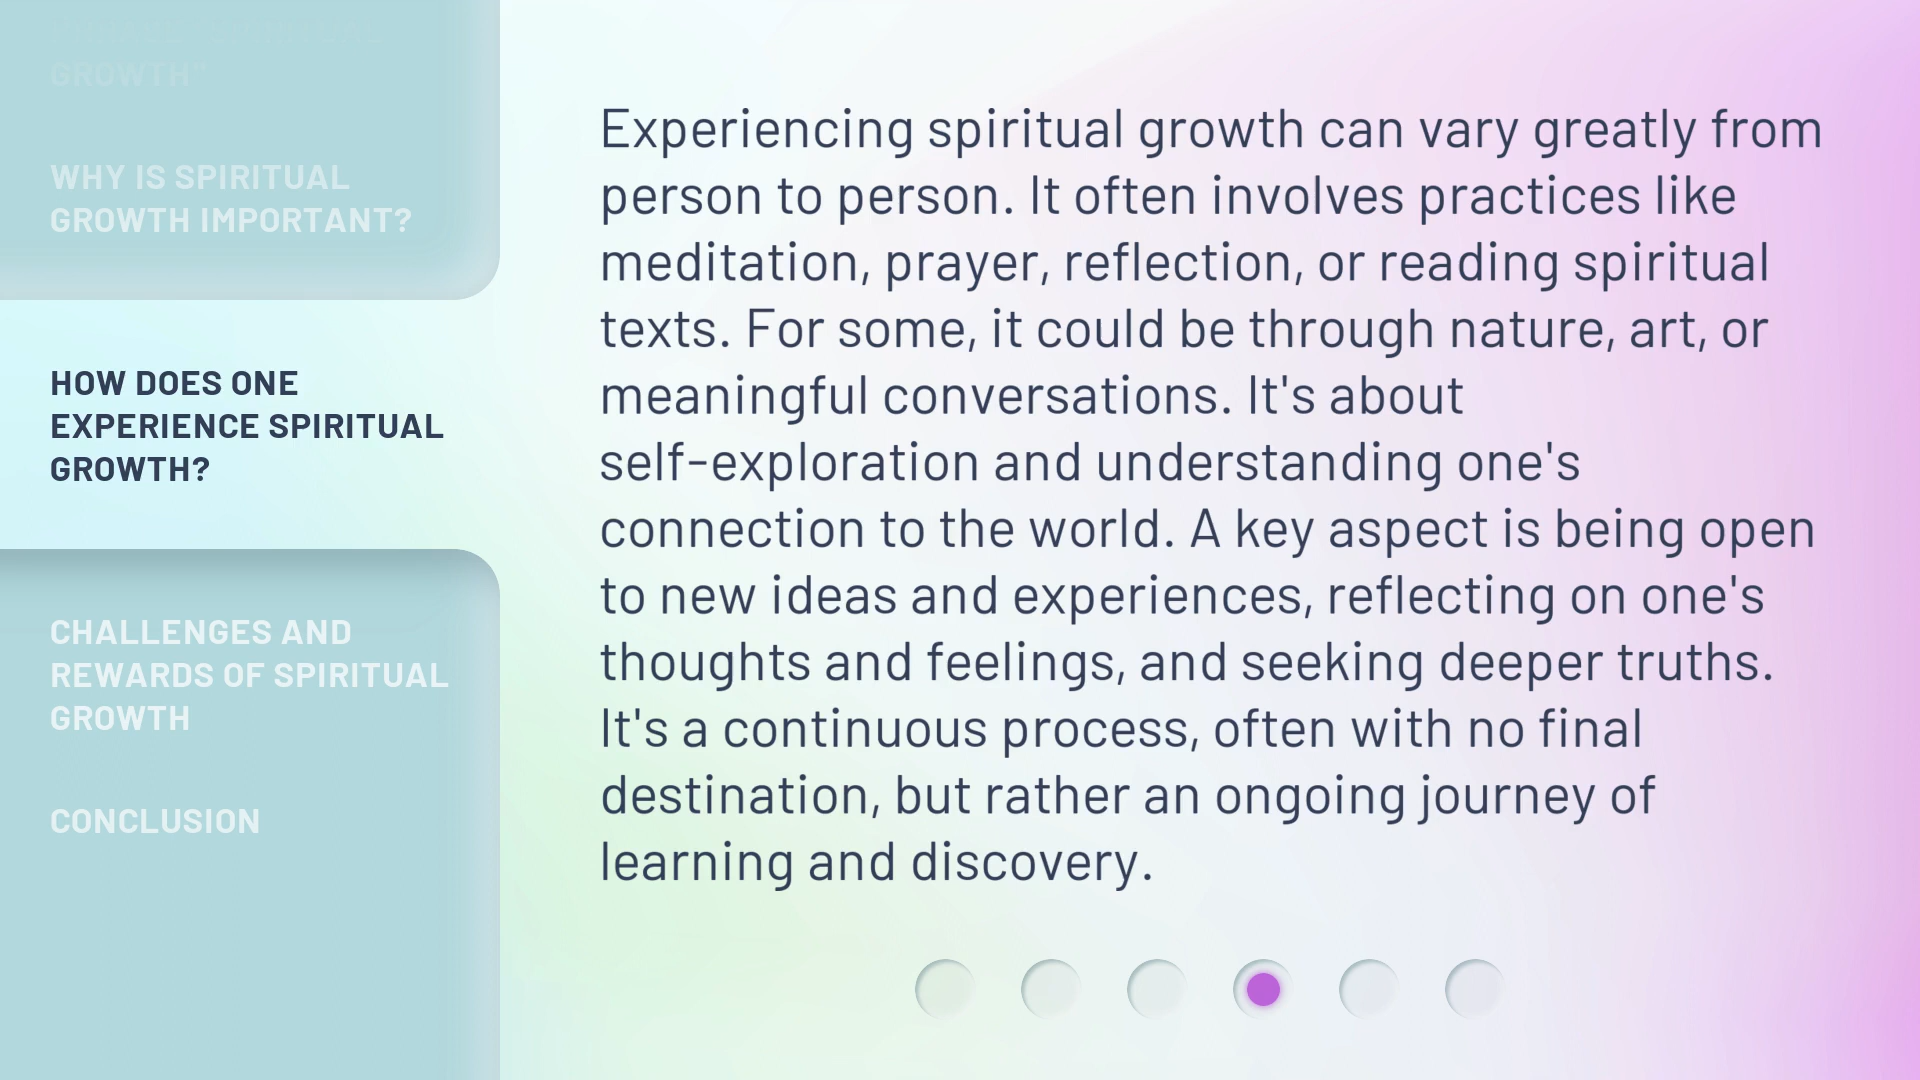 PHRASE "SPIRITUAL
GROWTH"
WHY IS SPIRITUAL
GROWTH IMPORTANT?
HOW DOES ONE
EXPERIENCE SPIRITUAL
GROWTH?
CHALLENGES AND
REWARDS OF SPIRITUAL
GROWTH
CONCLUSION
Experiencing spiritual growth can vary greatly from
person to person. It often involves practices like
meditation, prayer, reflection, or reading spiritual
texts. For some, it could be through nature, art, or
meaningful conversations. It's about
self-exploration and understanding one's
connection to the world. A key aspect is being open
to new ideas and experiences, reflecting on one's
thoughts and feelings, and seeking deeper truths.
It's a continuous process, often with no final
destination, but rather an ongoing journey of
learning and discovery.